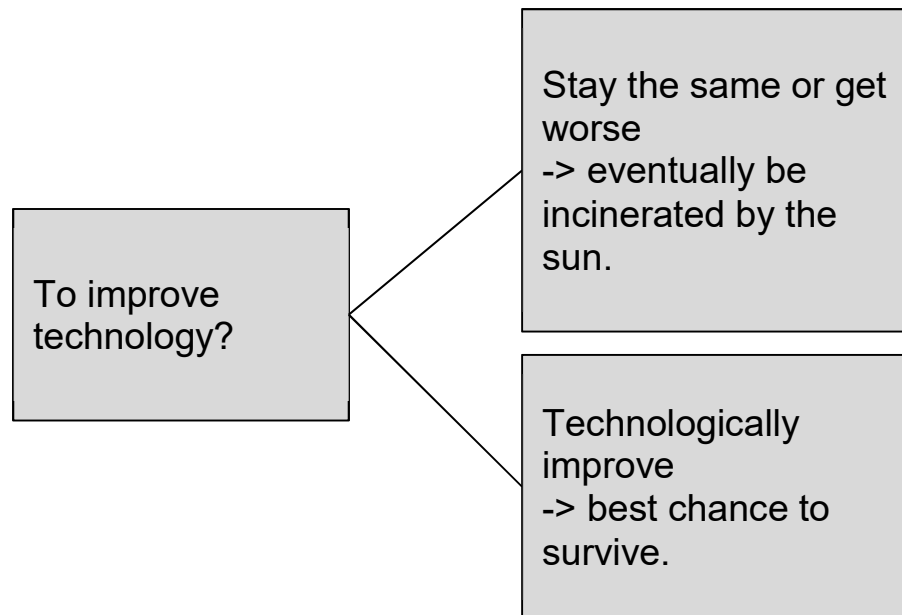 Stay the same or get
worse
-> eventually be
incinerated by the
sun.
To improve
technology?
Technologically
improve
-> best chance to
survive.